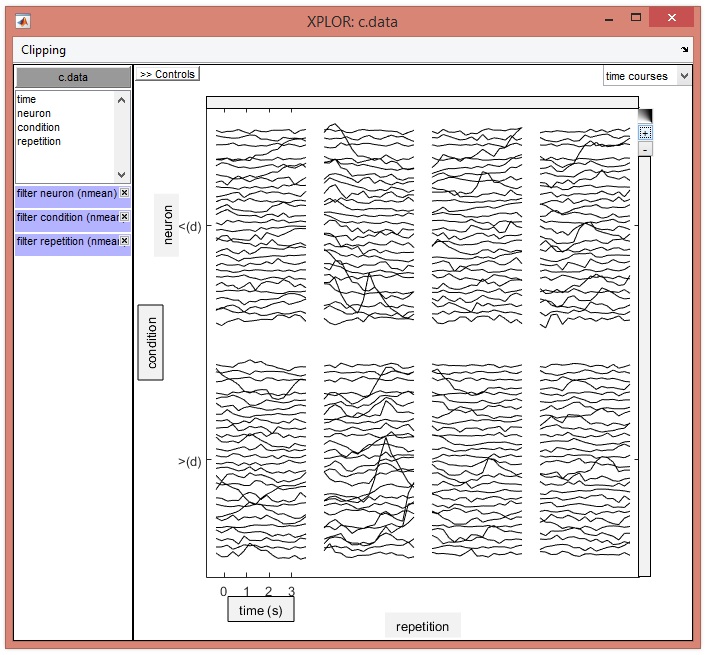 XPLOR: c.data
Clipping
c.data
>> Controls
time courses
time
neuron
condition
repetition
filter neuron (nmean)
filter condition (nmean
filter repetition (nmean
neuron
<(d)
condition
>(d)
+
-
0 1 2 3
time (s)
repetition